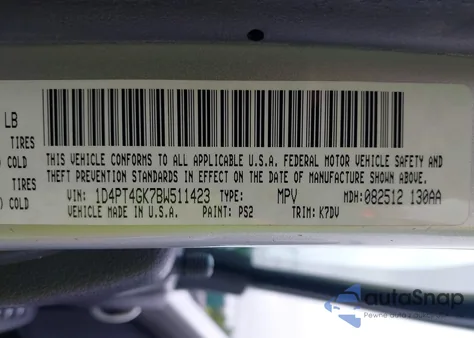 LB
TIRES
COLD
TIRES
COLD
THIS VEHICLE CONFORMS TO ALL APPLICABLE U.S.A. FEDERAL MOTOR VEHICLE SAFETY AND
THEFT PREVENTION STANDARDS IN EFFECT ON THE DATE OF MANUFACTURE SHOWN ABOVE.
VIN: 1D4PT4GK7BW511423 TYPE: MPV MDH: 082512 130AA
VEHICLE MADE IN U.S.A. PAINT: PS2 TRIM: K7DV
autoSnap